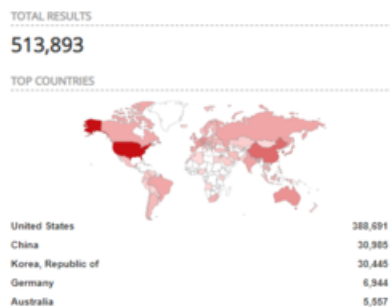 TOTAL RESULTS
513,893
TOP COUNTRIES
United States 388,691
China 30,985
Korea, Republic of 30,445
Germany 6,944
Australia 5,557